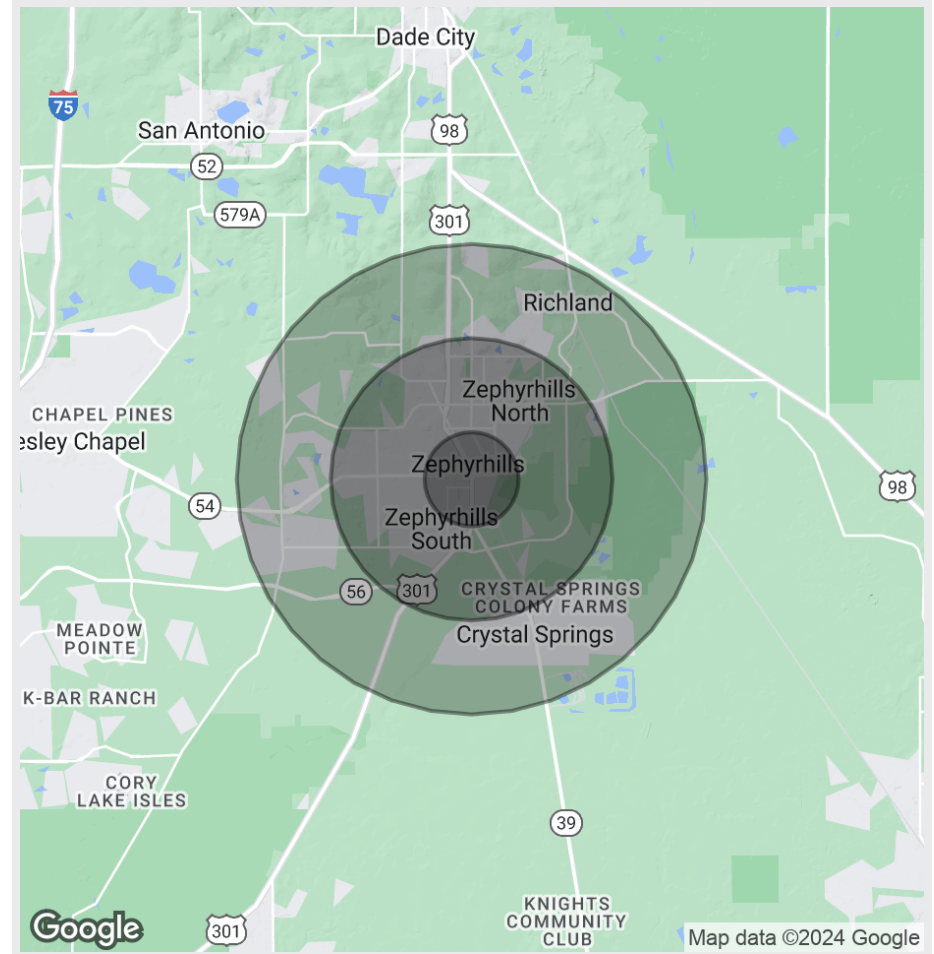 Dade City
75
San Antonio
98
52
579A
301
Richland
Zephyrhills
North
CHAPEL PINES
esley Chapel
Zephyrhills
98
54
Zephyrhills
South
56
301
CRYSTAL SPRINGS
COLONY FARMS
Crystal Springs
MEADOW
POINTE
K-BAR RANCH
CORY
LAKE ISLES
39
KNIGHTS
COMMUNITY
CLUB
Google
301
Map data ©2024 Google